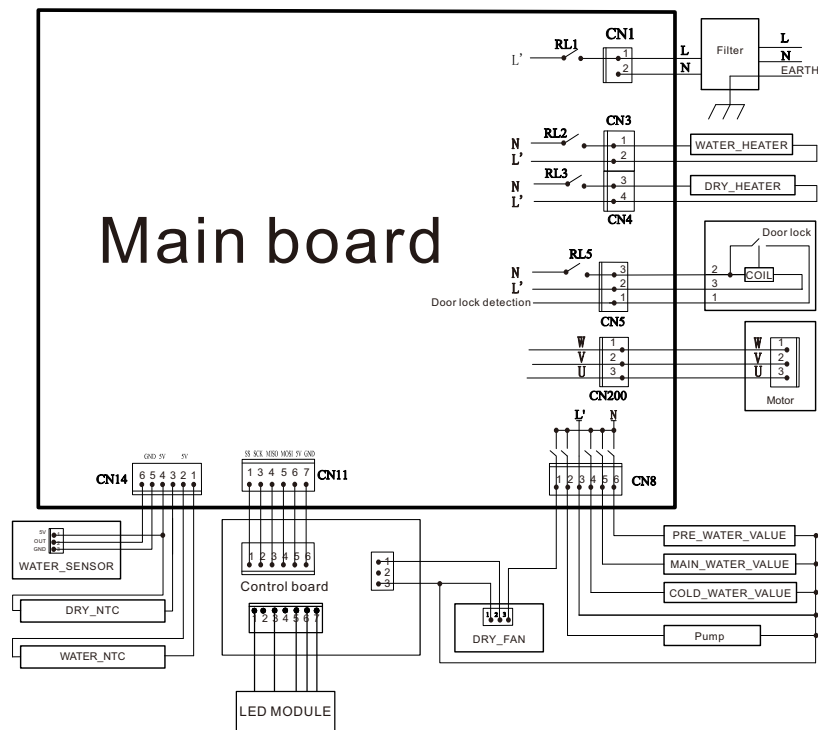 Main board
CN1
RL1
L'
1
2
L
N
Filter
L
N
EARTH
CN3
RL2
N
L'
1
2
WATER_HEATER
RL3
N
L'
3
4
DRY_HEATER
CN4
Door lock
RL5
N
L'
Door lock detection
3
2
1
2
3
1
COIL
CN5
W
V
U
1
2
3
W
V
U
1
2
3
CN200
Motor
L' N
GND 5V 5V
CN14
6 5 4 3 2 1
SS SCK MISO MOSI 5V GND
1 3 4 5 6 7
CN11
1 2 3 4 5 6
CN8
5V
OUT
GND
1
2
3
WATER_SENSOR
DRY_NTC
WATER_NTC
1 2 3 4 5 6
Control board
1 2 3 4 5 6 7
LED MODULE
1
2
3
1 2 3
DRY_FAN
PRE_WATER_VALUE
MAIN_WATER_VALUE
COLD_WATER_VALUE
Pump